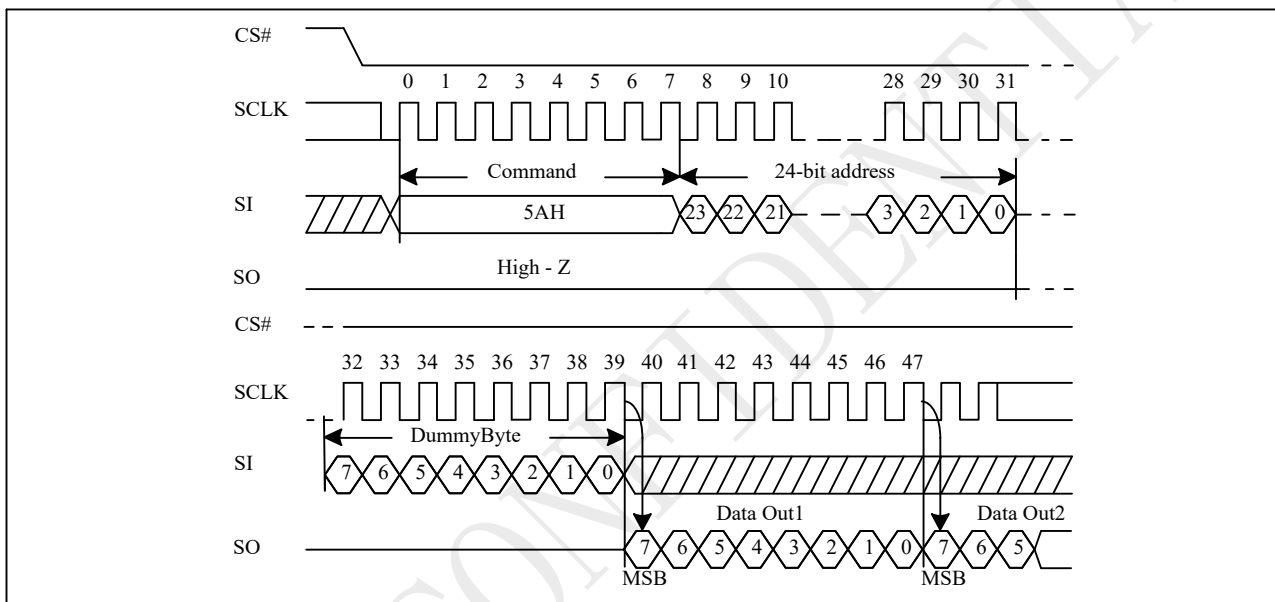 CS#
0 1 2 3 4 5 6 7 8 9 10 28 29 30 31
SCLK
Command 24-bit address
SI 5AH 23 22 21 3 2 1 0
High - Z
SO
CS#
32 33 34 35 36 37 38 39 40 41 42 43 44 45 46 47
SCLK
DummyByte
SI 7 6 5 4 3 2 1 0
Data Out1 Data Out2
SO 7 6 5 4 3 2 1 0 7 6 5
MSB MSB